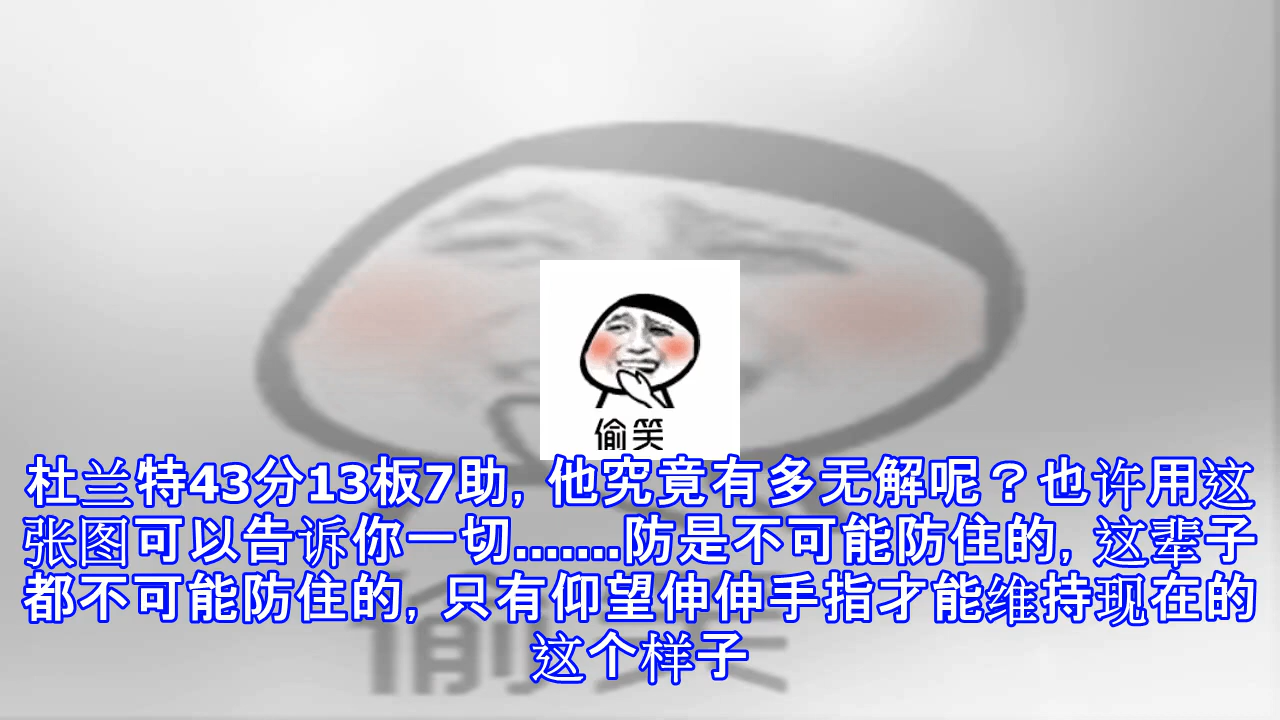 偷笑
杜兰特43分13板7助, 他究竟有多无解呢？也许用这
张图可以告诉你一切.......防是不可能防住的, 这辈子
都不可能防住的, 只有仰望伸伸手指才能维持现在的
这个样子
偷笑